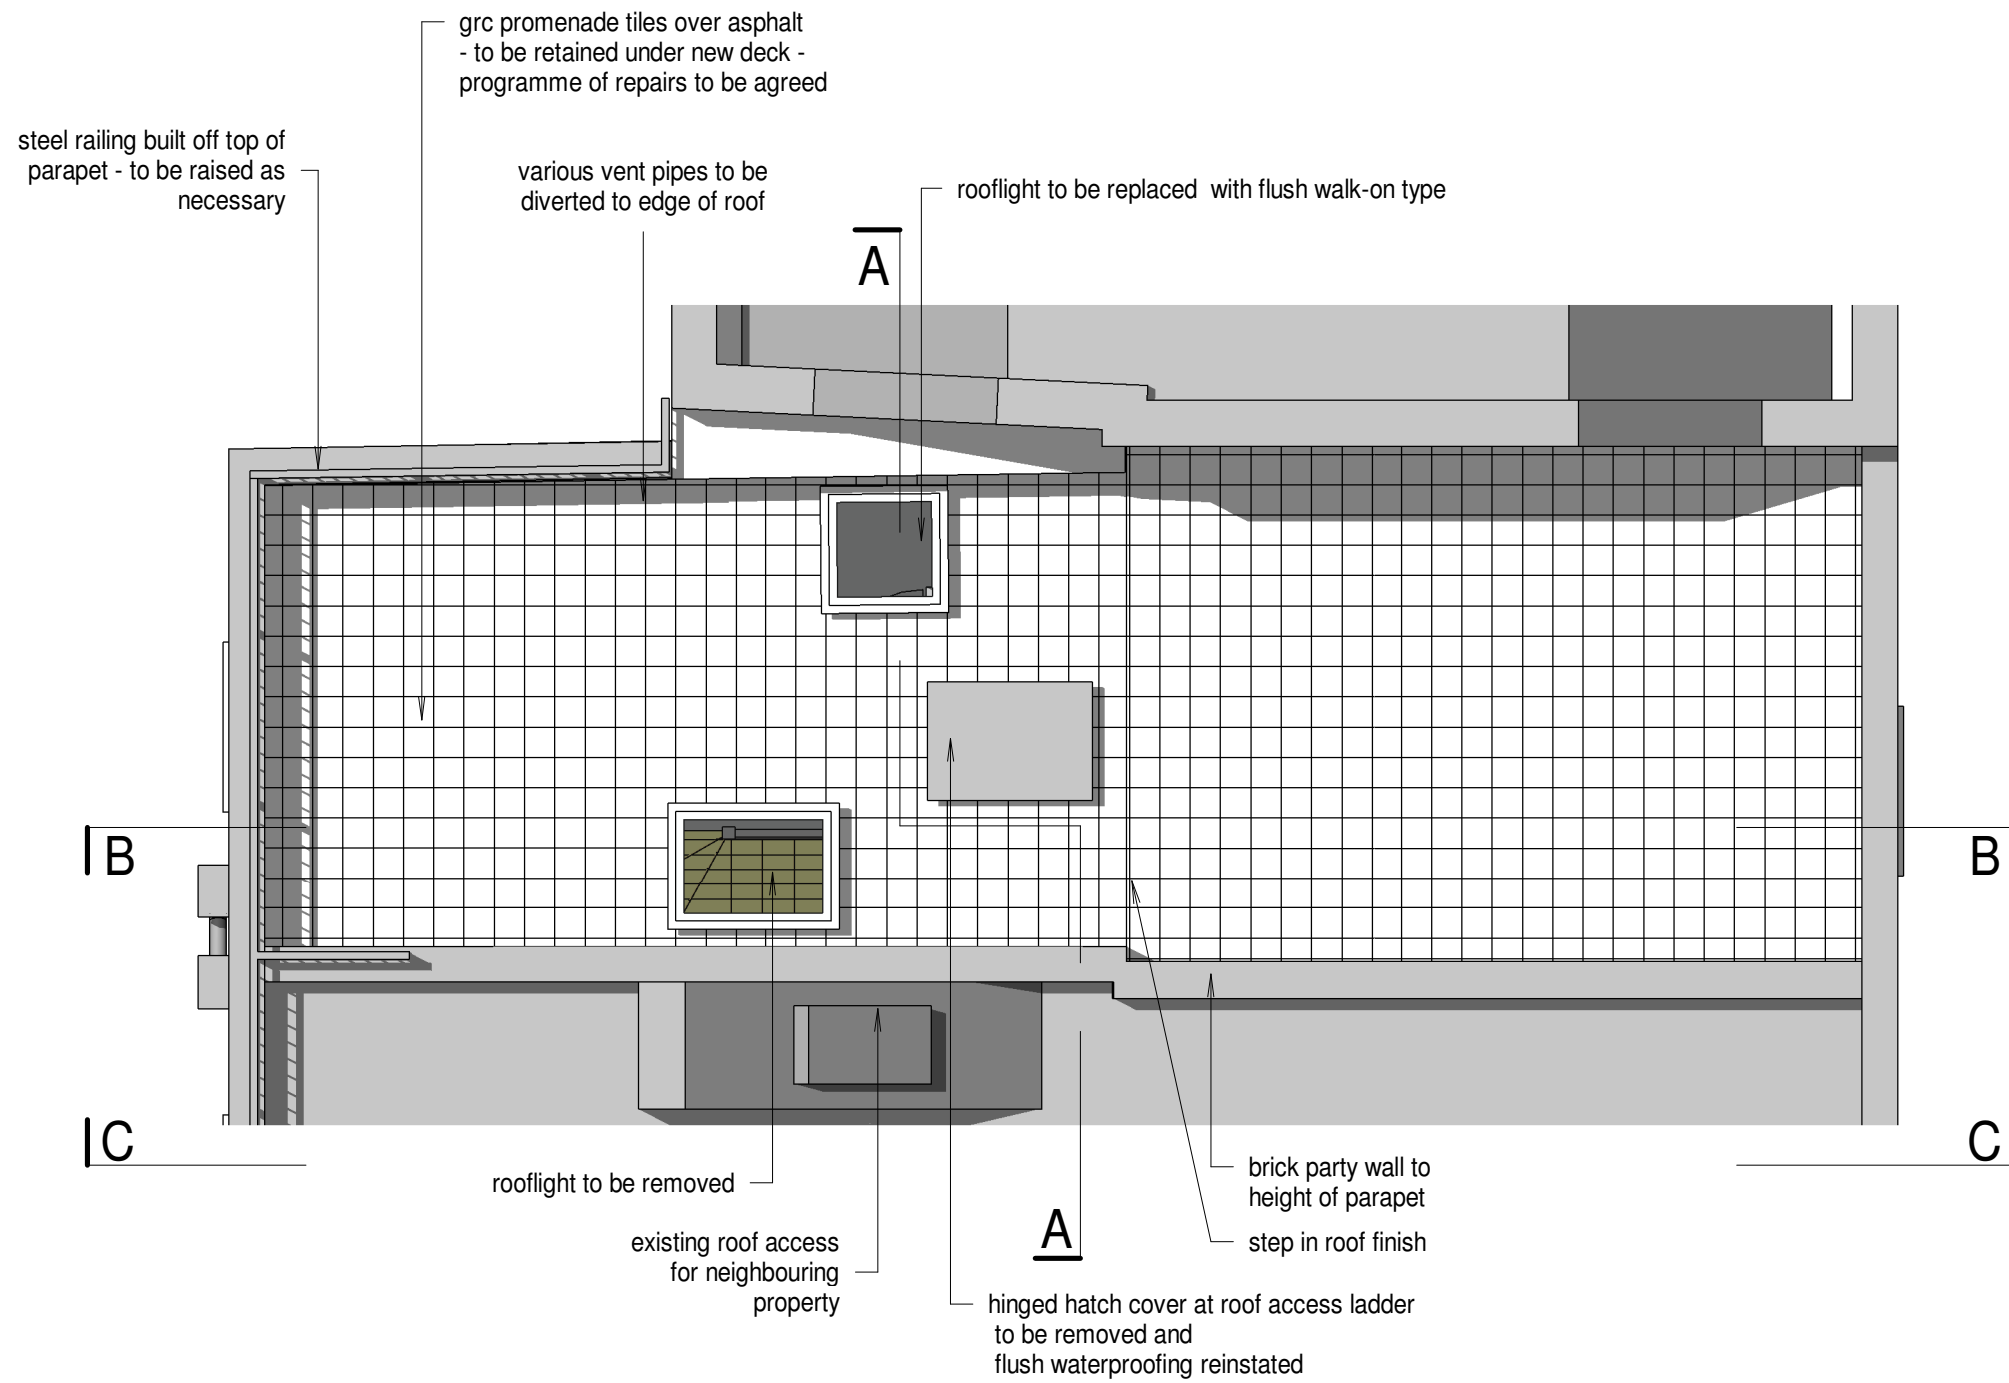 grc promenade tiles over asphalt
- to be retained under new deck -
programme of repairs to be agreed
steel railing built off top of
parapet - to be raised as
necessary
various vent pipes to be
diverted to edge of roof
rooflight to be replaced with flush walk-on type
A
B
B
C
C
rooflight to be removed
brick party wall to
height of parapet
A
step in roof finish
existing roof access
for neighbouring
property
hinged hatch cover at roof access ladder
to be removed and
flush waterproofing reinstated